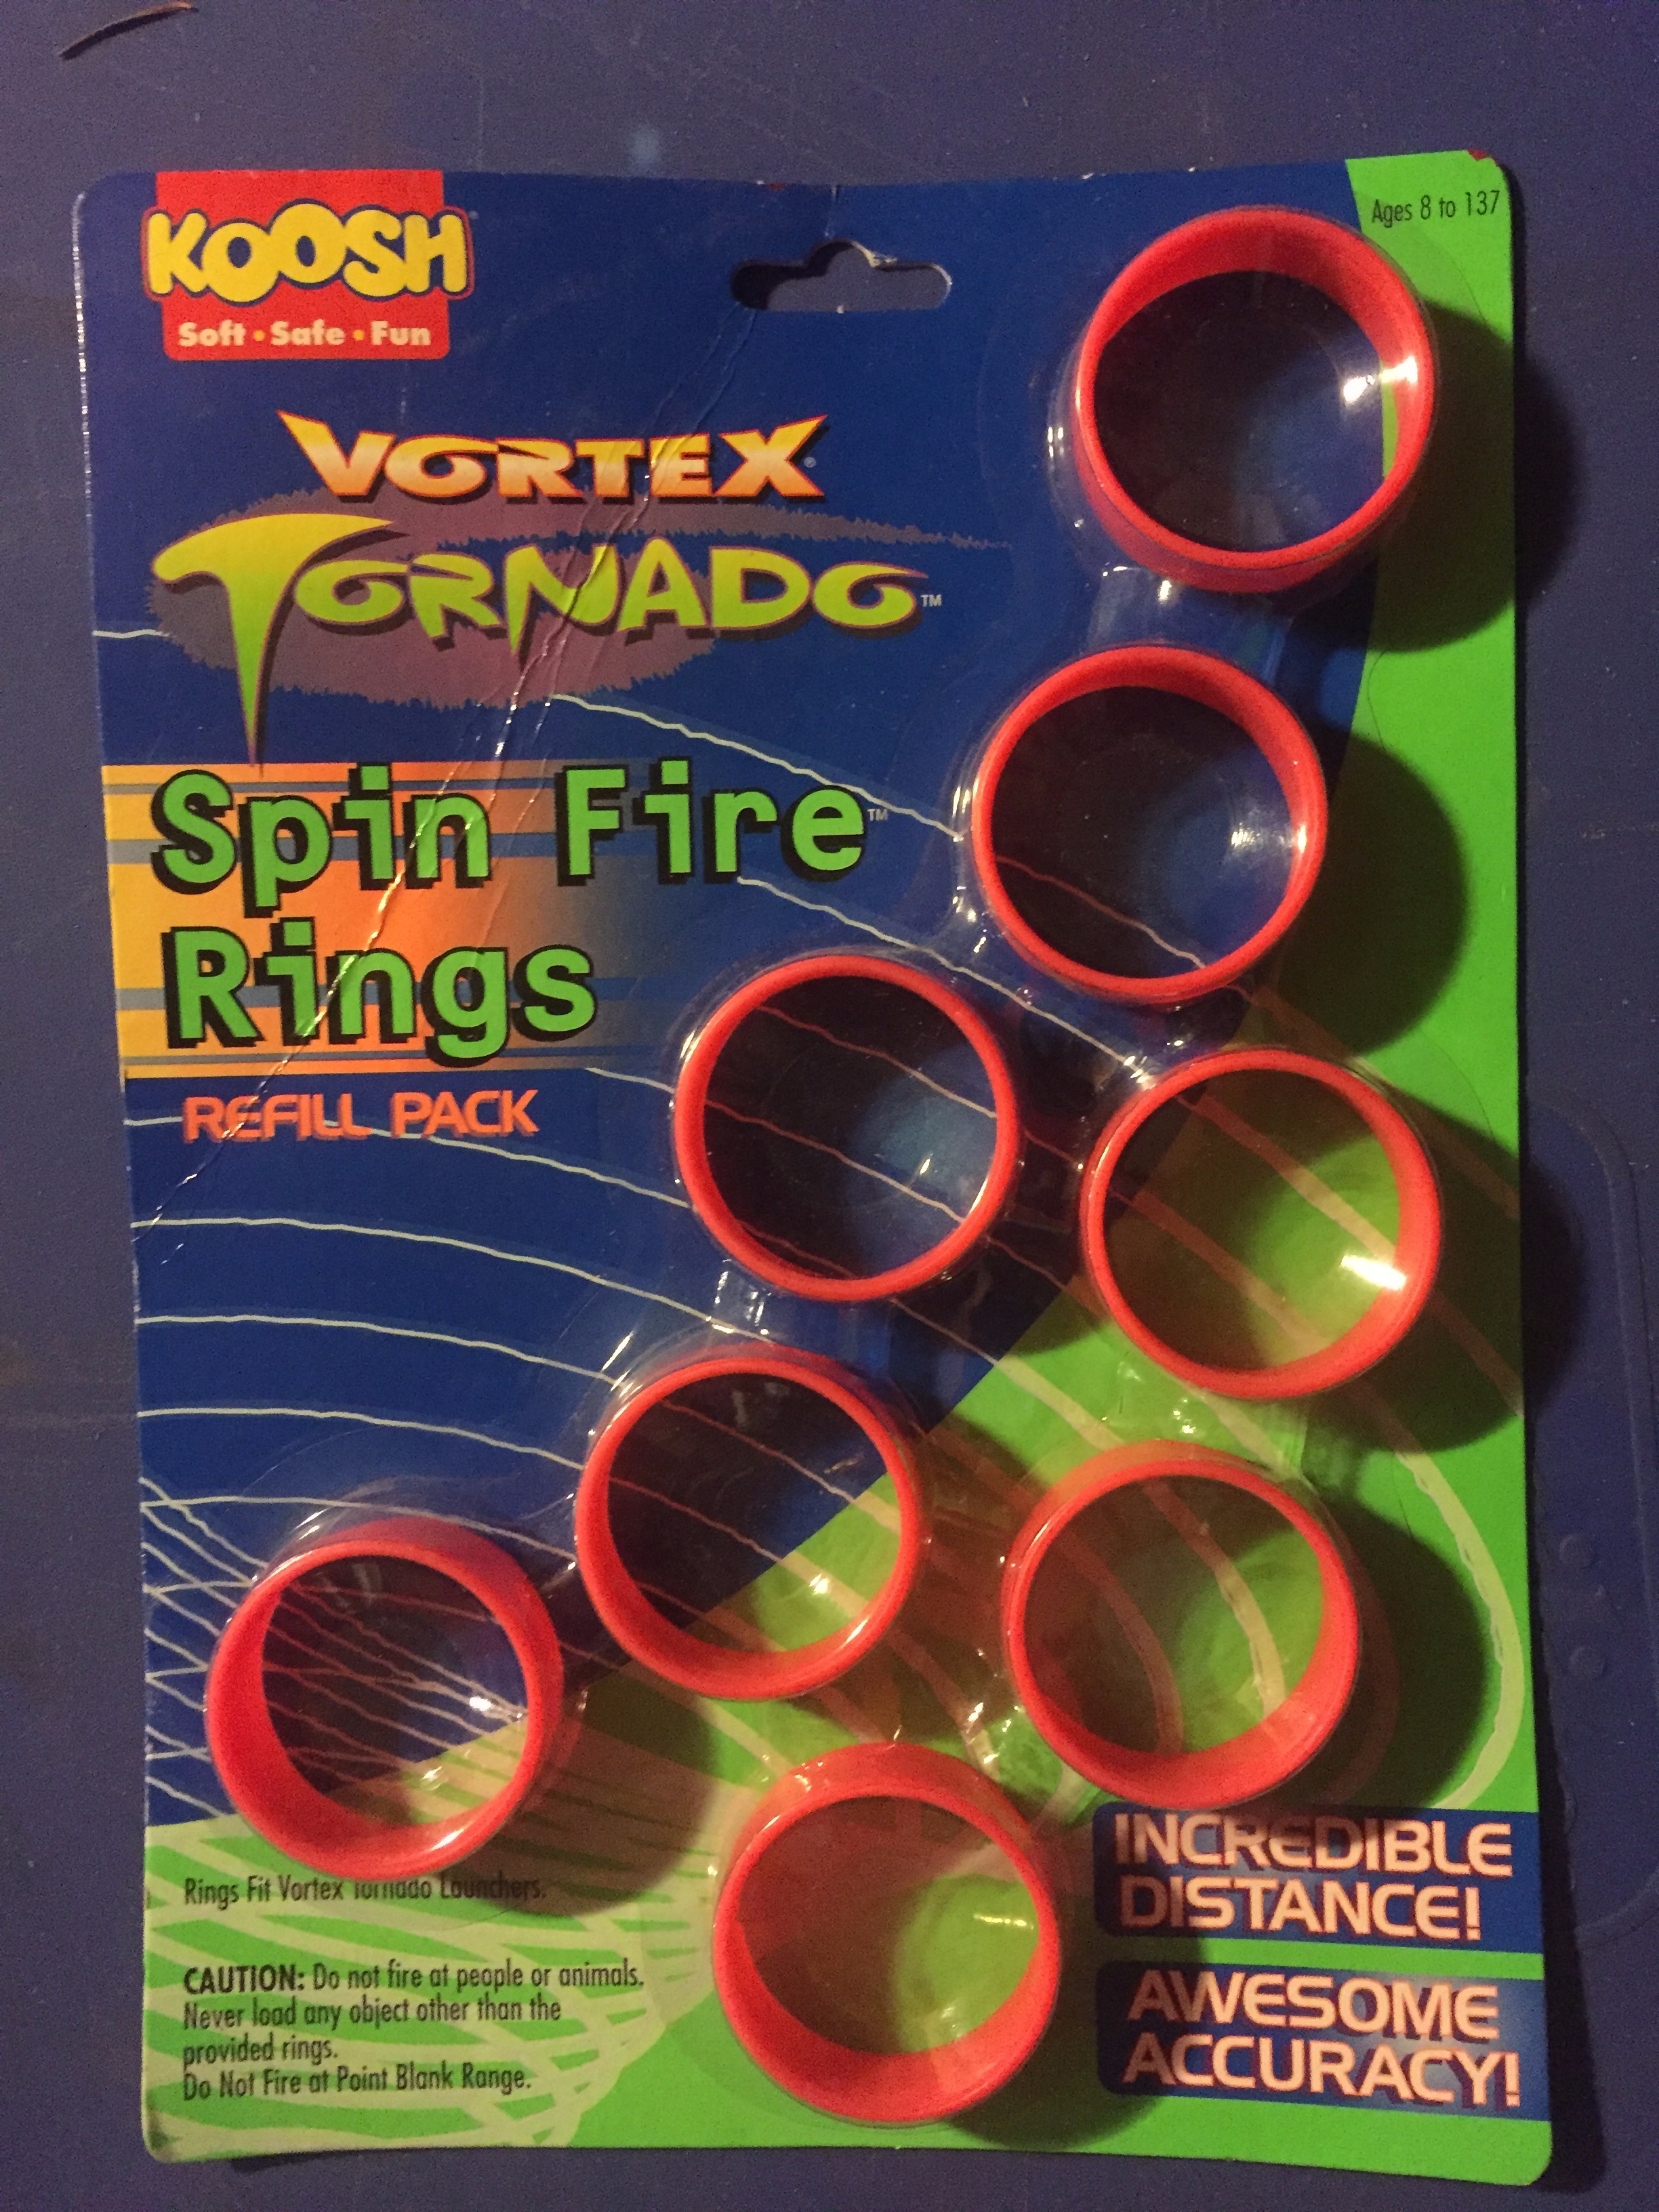 KOOSH
Soft • Safe • Fun
Ages 8 to 137
VORTEX®
TORNADO™
Spin Fire™
Rings
REFILL PACK
Rings Fit Vortex Tornado Launchers.
CAUTION: Do not fire at people or animals.
Never load any object other than the
provided rings.
Do Not Fire at Point Blank Range.
INCREDIBLE
DISTANCE!
AWESOME
ACCURACY!